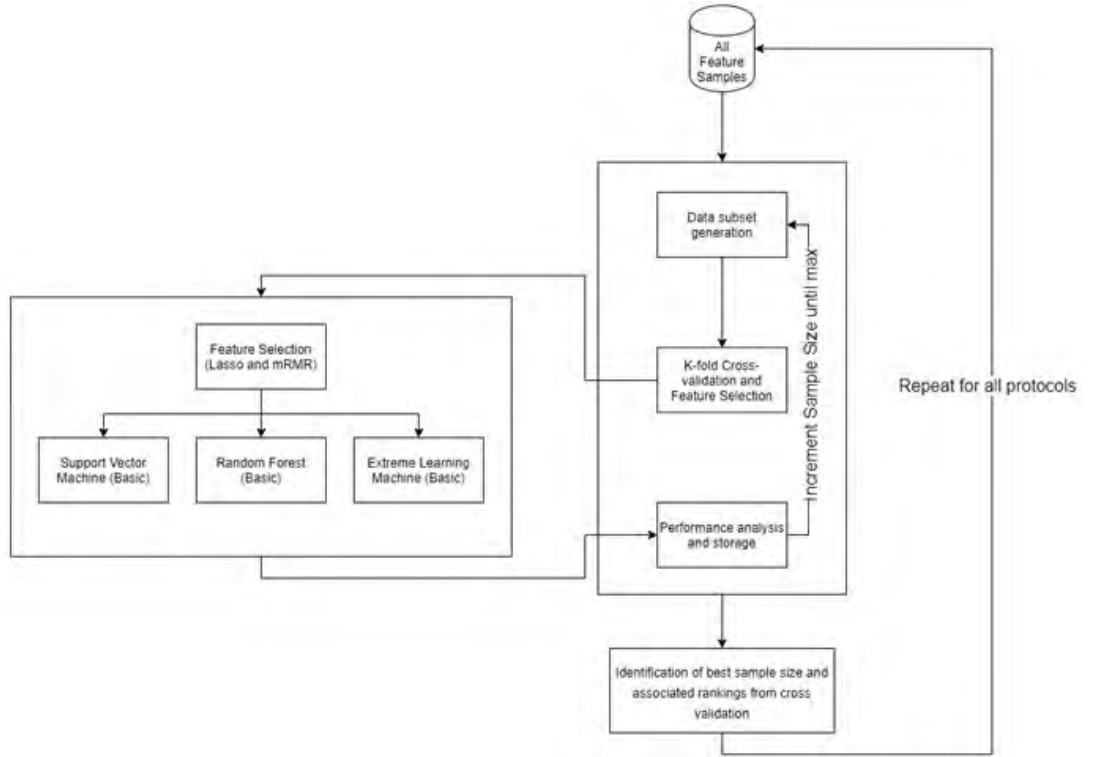 All
Feature
Samples
Data subset
generation
Increment Sample Size until max
K-fold Cross-
validation and
Feature Selection
Repeat for all protocols
Feature Selection
(Lasso and mRMR)
Support Vector
Machine (Basic)
Random Forest
(Basic)
Extreme Learning
Machine (Basic)
Performance analysis
and storage
Identification of best sample size and
associated rankings from cross
validation